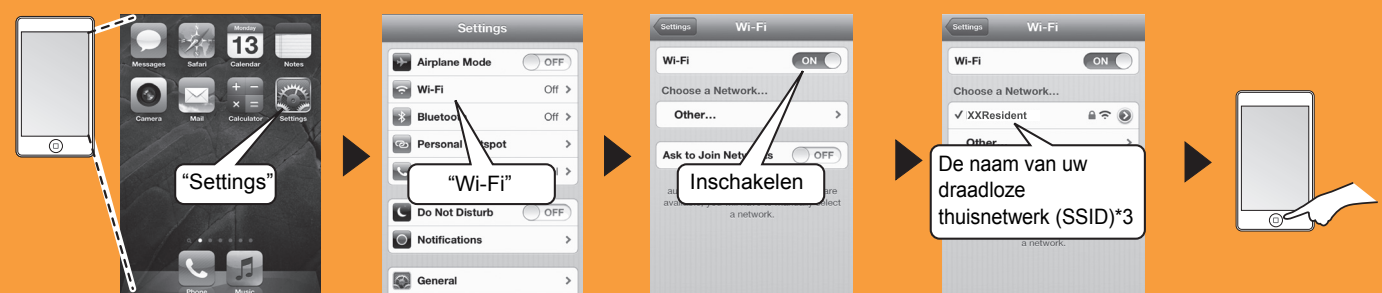 Messages
Safari
Monday
13
Calendar
Notes
Camera
Mail
Calculator
Settings
"Settings"
Phone
Music
Settings
Airplane Mode OFF
Wi-Fi Off
Off
Personal
"Wi-Fi"
Do Not Disturb OFF
Notifications
General
Settings Wi-Fi
Wi-Fi ON
Choose a Network...
Other...
Ask to Join OFF
Inschakelen
a network.
Settings Wi-Fi
Wi-Fi ON
Choose a Network...
✓ XXResident
Other
De naam van uw
draadloze
thuisnetwerk (SSID)*3
a network.